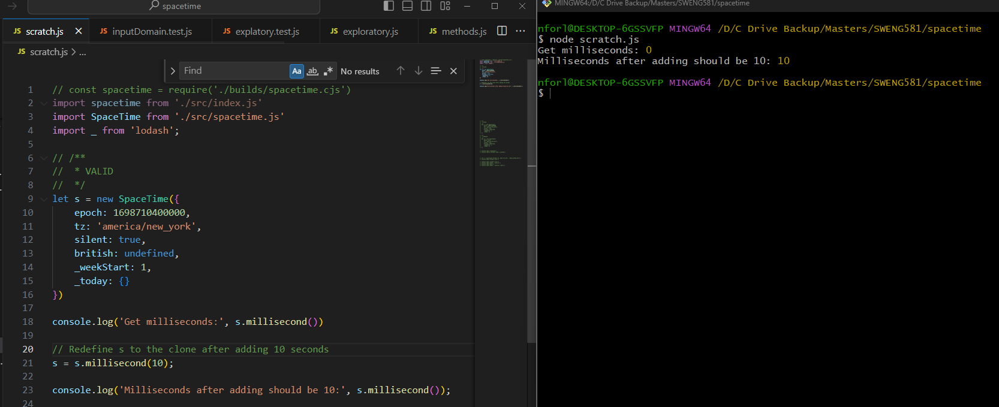 spacetime
JS scratch.js
JS inputDomain.test.js
JS explatory.test.js
JS exploratory.js
JS methods.js
JS scratch.js > ...
Find
Aa
ab
No results
1 // const spacetime = require('./builds/spacetime.cjs')
2 import spacetime from './src/index.js'
3 import SpaceTime from './src/spacetime.js'
4 import _ from 'lodash';
5
6 // /**
7 //  * VALID
8 //  */
9 let s = new SpaceTime({
10     epoch: 1698710400000,
11     tz: 'america/new_york',
12     silent: true,
13     british: undefined,
14     _weekStart: 1,
15     _today: {}
16 })
17
18 console.log('Get milliseconds:', s.millisecond())
19
20 // Redefine s to the clone after adding 10 seconds
21 s = s.millisecond(10);
22
23 console.log('Milliseconds after adding should be 10:', s.millisecond());
24
MINGW64:/D/C Drive Backup/Masters/SWENG581/spacetime
nforl@DESKTOP-6GSSVFP MINGW64 /D/C Drive Backup/Masters/SWENG581/spacetime
$ node scratch.js
Get milliseconds: 0
Milliseconds after adding should be 10: 10
nforl@DESKTOP-6GSSVFP MINGW64 /D/C Drive Backup/Masters/SWENG581/spacetime
$